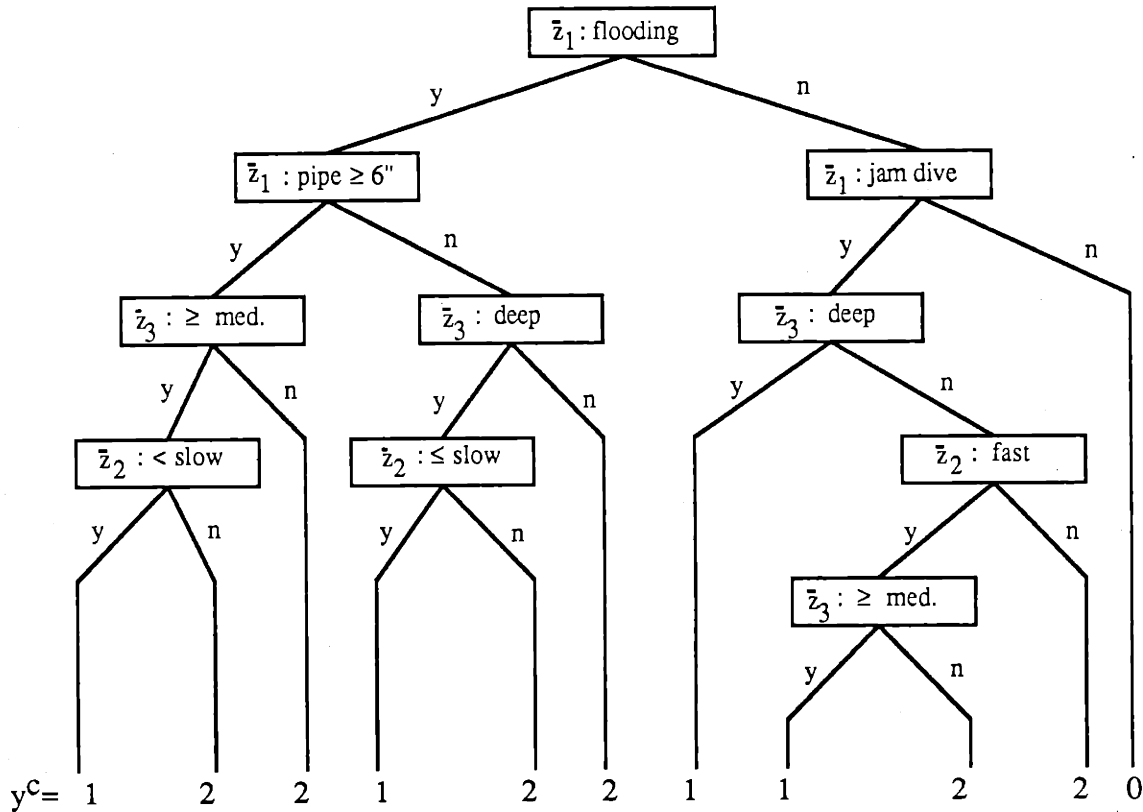 z̄₁ : flooding
y n
z̄₁ : pipe ≥ 6" z̄₁ : jam dive
y n y n
z̄₃ : ≥ med. z̄₃ : deep z̄₃ : deep
y n y n y n
z̄₂ : < slow z̄₂ : ≤ slow z̄₂ : fast
y n y n y n
z̄₃ : ≥ med.
y n
yᶜ= 1 2 2 1 2 2 1 1 2 2 0